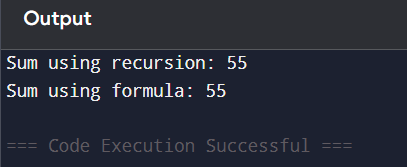 Output
Sum using recursion: 55
Sum using formula: 55
=== Code Execution Successful ===